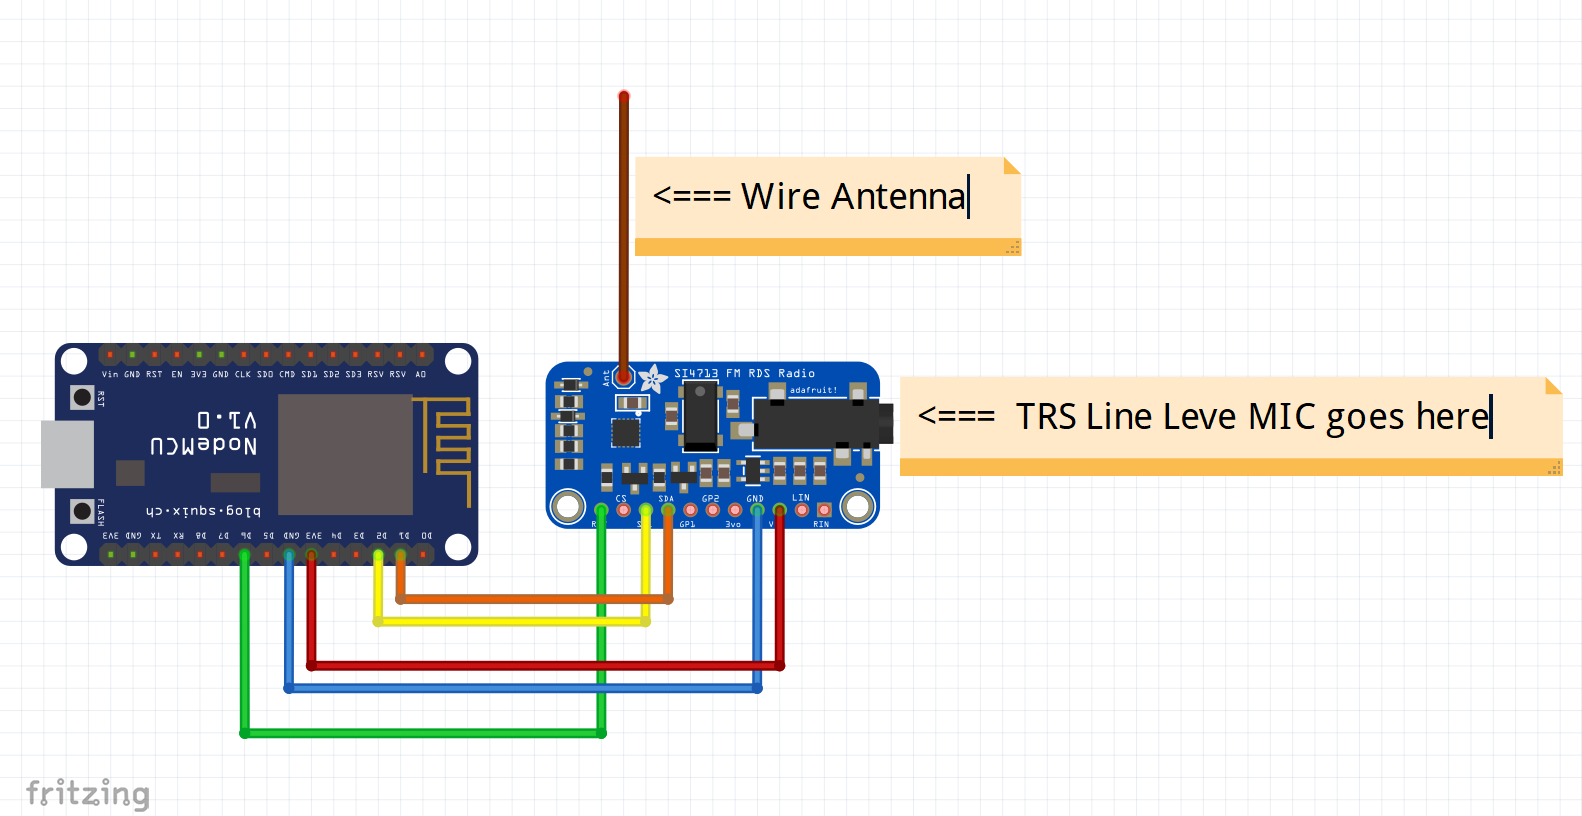 <=== Wire Antenna
SI4713 FM RDS Radio
Ant
adafruit!
<=== TRS Line Leve MIC goes here
Vin GND RST EN 3V3 GND CLK SD0 CMD SD1 SD2 SD3 RSV RSV A0
RST
NodeMCU
V1.0
blog.squix.ch
FLASH
3V3 GND TX RX D8 D7 D6 D5 GND 3V3 D4 D3 D2 D1 D0
CS SDA GP2 GND LIN
GP1 3vo RIN
fritzing